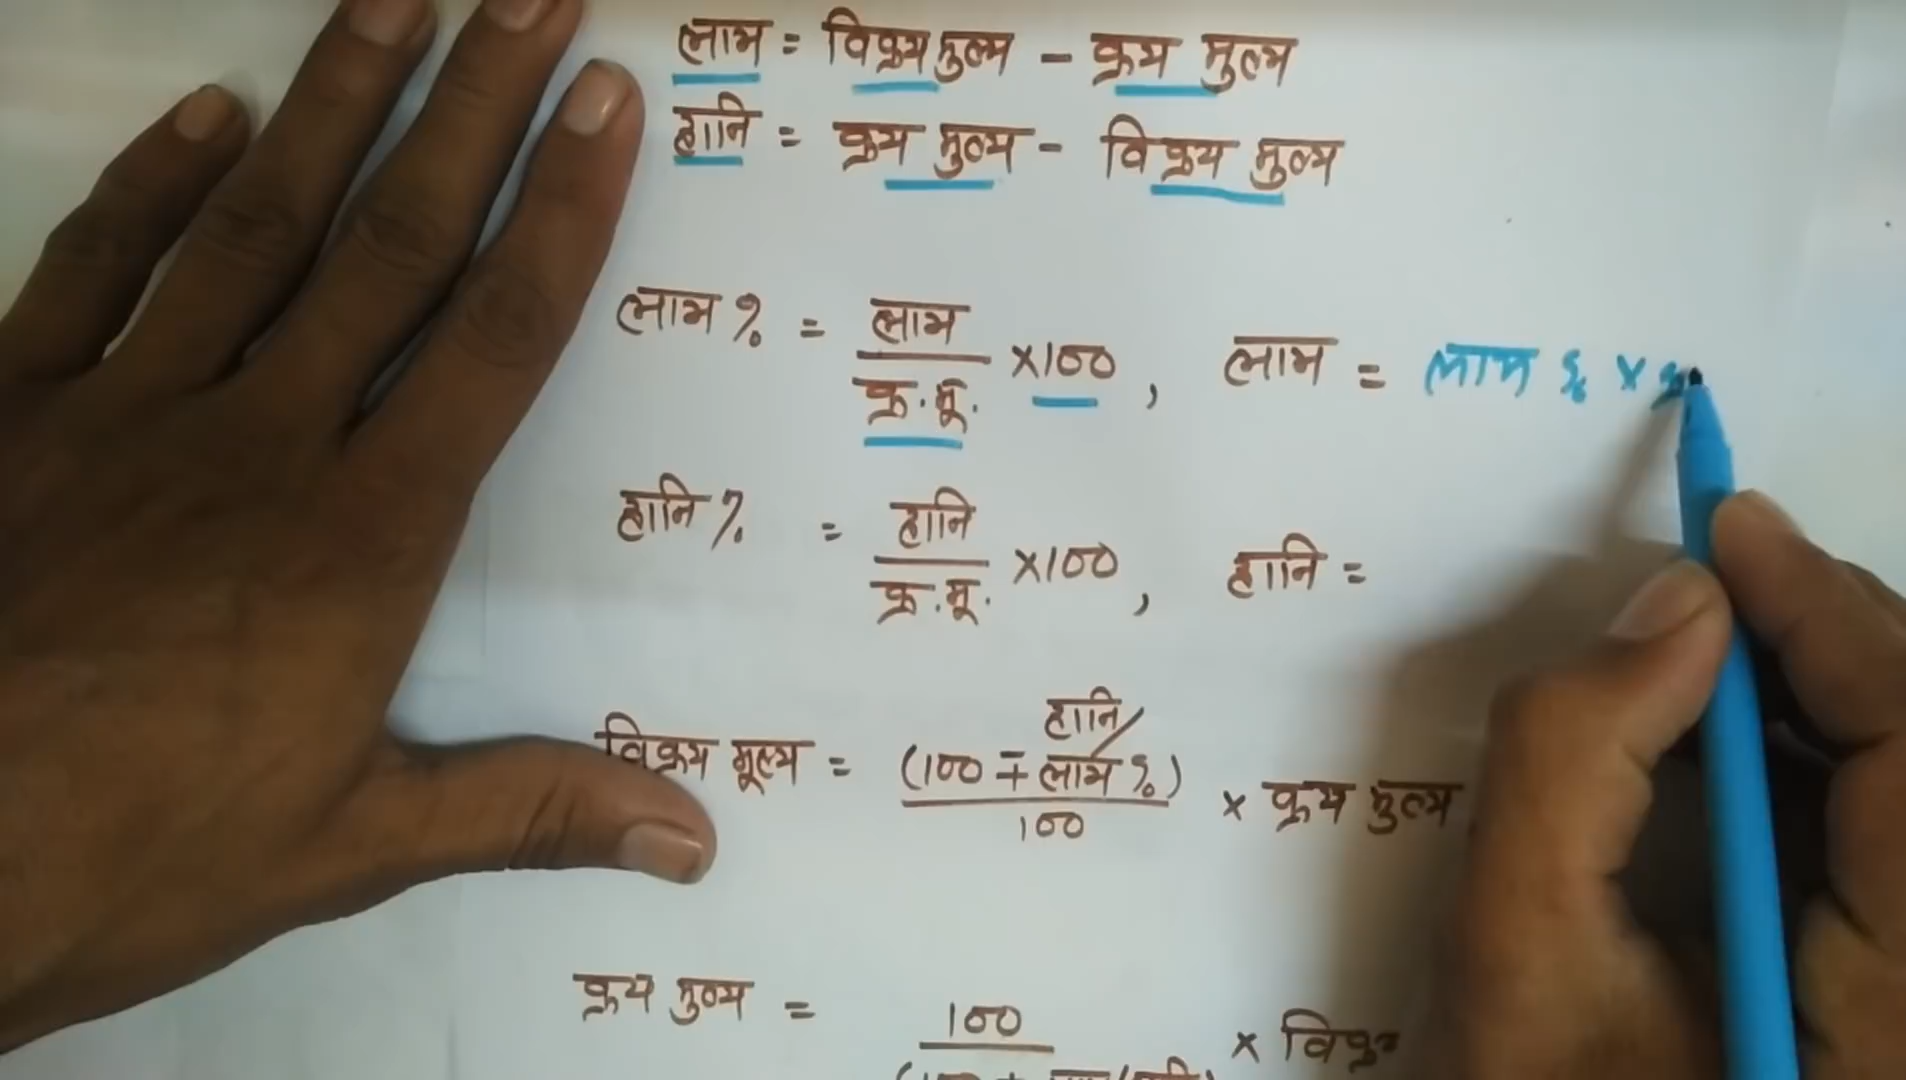 लाभ = विक्रय मुल्य - क्रय मुल्य
हानि = क्रय मुल्य - विक्रय मुल्य
लाभ % = लाभ / क्र.मू. ×100, लाभ = लाभ % ×
हानि % = हानि / क्र.मू. ×100, हानि =
विक्रय मूल्य = (100 ∓ हानि/लाभ %) / 100 × क्रय मुल्य
क्रय मुल्य = 100 × विक्र